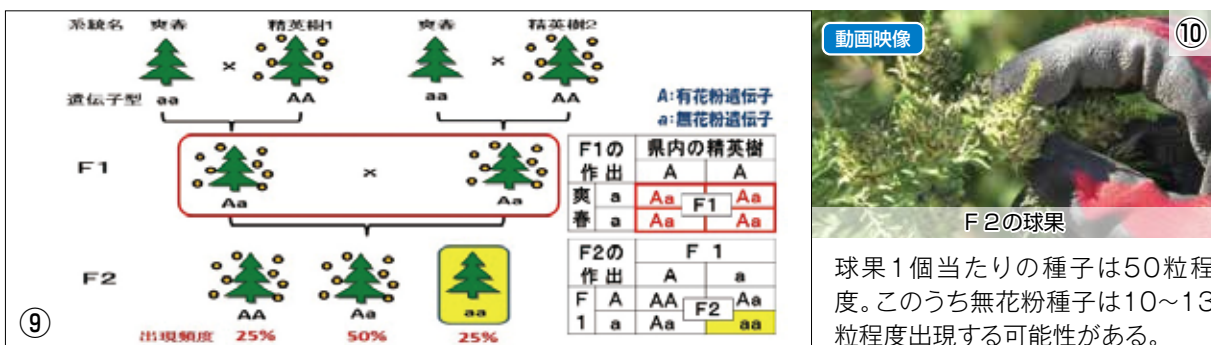 系統名 爽春 精英樹1 爽春 精英樹2
× ×
遺伝子型 aa AA aa AA
A:有花粉遺伝子
a:無花粉遺伝子
F1
×
Aa Aa
F1の作出 県内の精英樹
A A
爽春 a Aa Aa
F1
a Aa Aa
F2
AA Aa aa
出現頻度 25% 50% 25%
F2の作出 F 1
A a
F1 A AA Aa
F2
a Aa aa
⑨
動画映像
⑩
F2の球果
球果1個当たりの種子は50粒程
度。このうち無花粉種子は10〜13
粒程度出現する可能性がある。